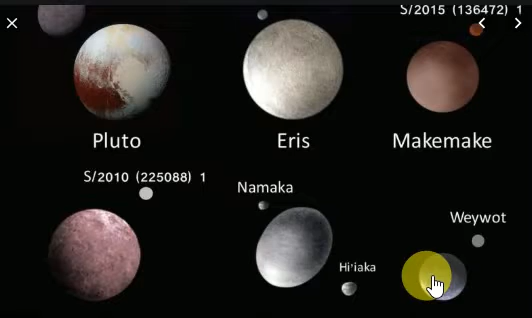 S/2015 (136472) 1
Pluto
Eris
Makemake
S/2010 (225088) 1
Namaka
Hi'iaka
Weywot